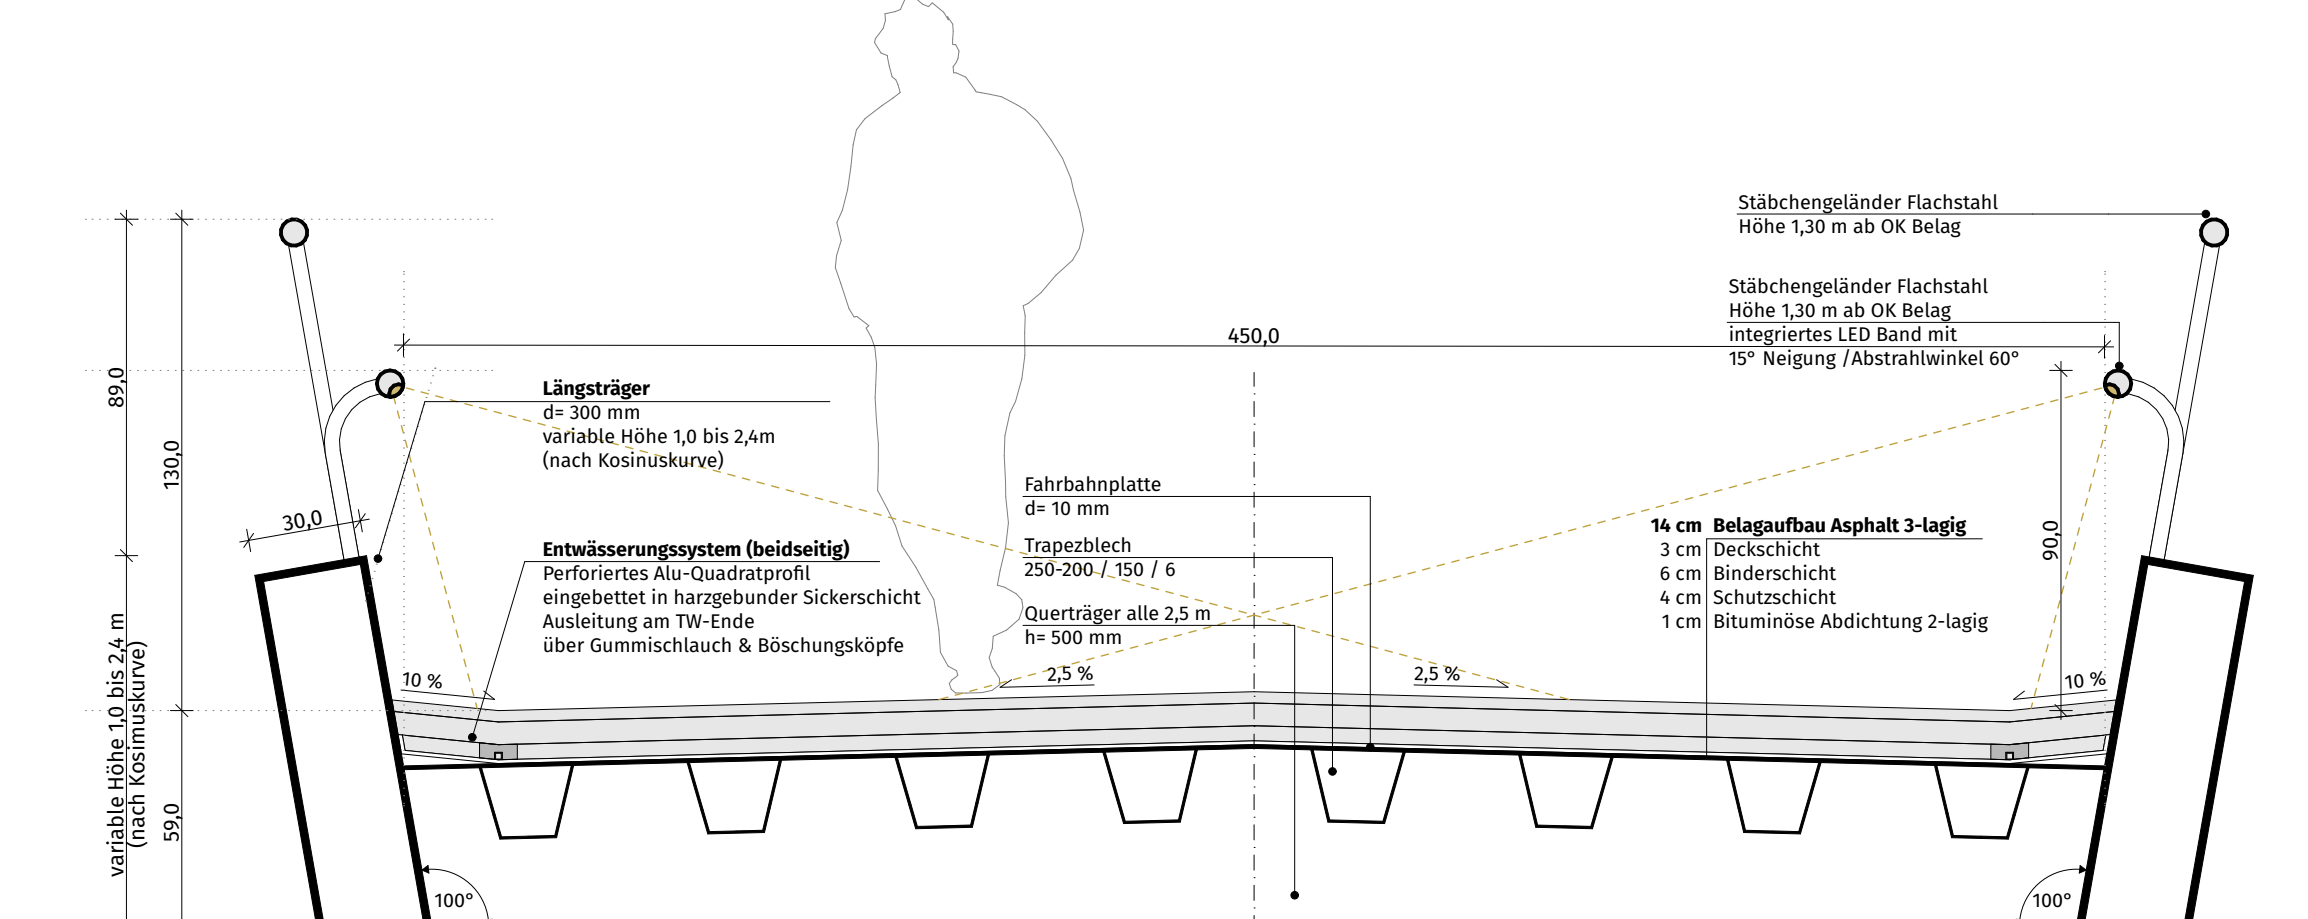 Stäbchengeländer Flachstahl
Höhe 1,30 m ab OK Belag
Stäbchengeländer Flachstahl
Höhe 1,30 m ab OK Belag
integriertes LED Band mit
15° Neigung /Abstrahlwinkel 60°
450,0
89,0
130,0
30,0
Längsträger
d= 300 mm
variable Höhe 1,0 bis 2,4m
(nach Kosinuskurve)
Entwässerungssystem (beidseitig)
Perforiertes Alu-Quadratprofil
eingebettet in harzgebunder Sickerschicht
Ausleitung am TW-Ende
über Gummischlauch & Böschungsköpfe
Fahrbahnplatte
d= 10 mm
Trapezblech
250-200 / 150 / 6
Querträger alle 2,5 m
h= 500 mm
14 cm Belagaufbau Asphalt 3-lagig
3 cm Deckschicht
6 cm Binderschicht
4 cm Schutzschicht
1 cm Bituminöse Abdichtung 2-lagig
90,0
10 %
2,5 %
2,5 %
10 %
variable Höhe 1,0 bis 2,4 m
(nach Kosinuskurve)
59,0
100°
100°